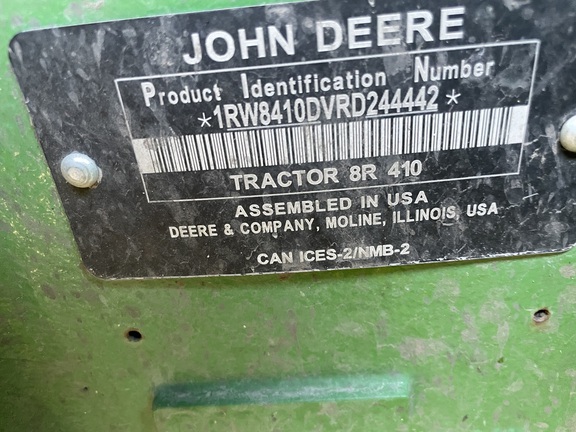 JOHN DEERE
Product Identification Number
*1RW8410DVRD244442*
TRACTOR 8R 410
ASSEMBLED IN USA
DEERE & COMPANY, MOLINE, ILLINOIS, USA
CAN ICES-2/NMB-2